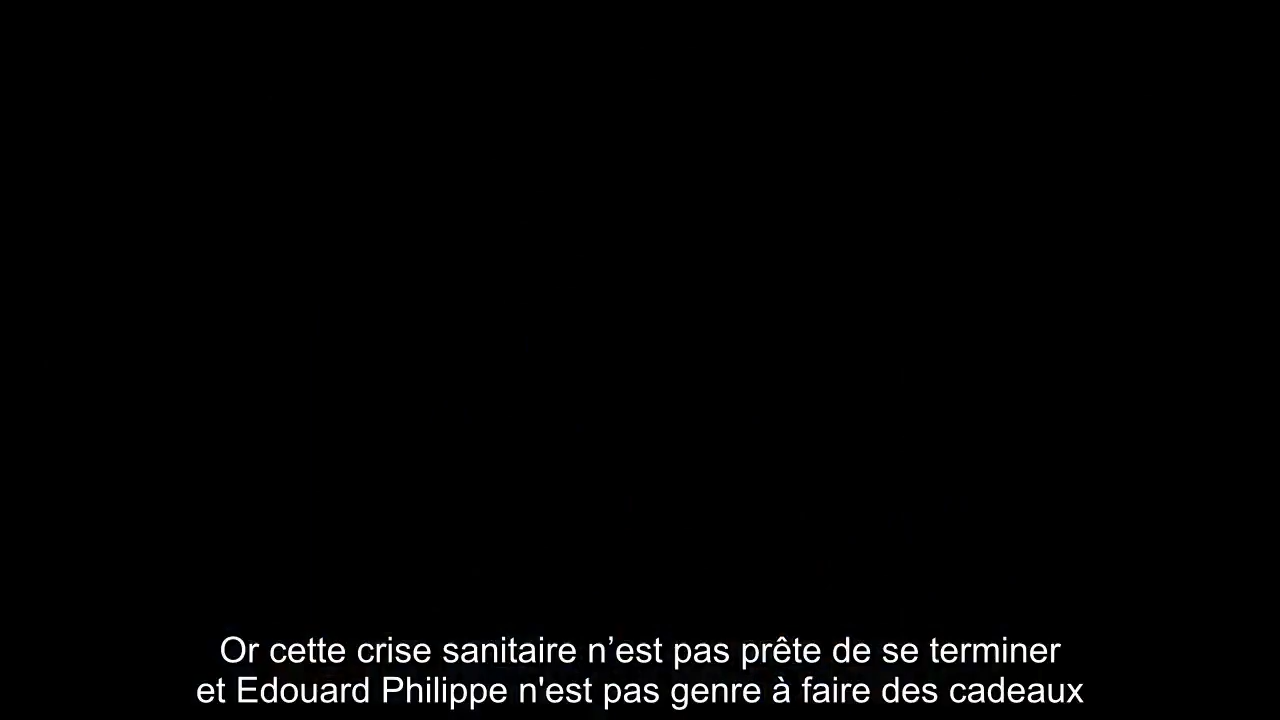 Or cette crise sanitaire n’est pas prête de se terminer
et Edouard Philippe n'est pas genre à faire des cadeaux